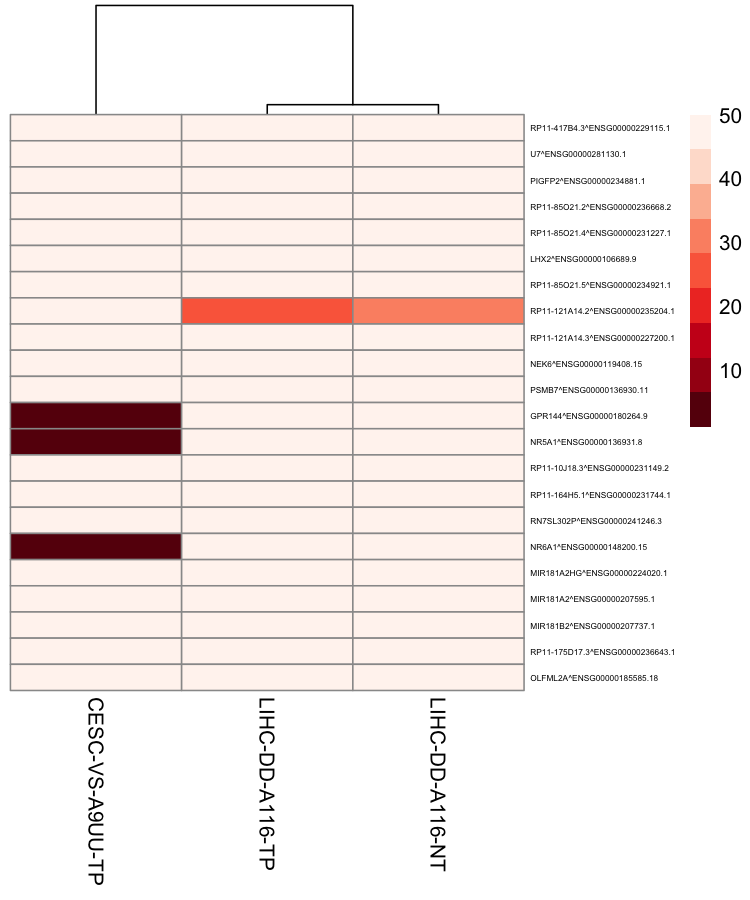 RP11-417B4.3^ENSG00000229115.1
U7^ENSG00000281130.1
PIGFP2^ENSG00000234881.1
RP11-85O21.2^ENSG00000236668.2
RP11-85O21.4^ENSG00000231227.1
LHX2^ENSG00000106689.9
RP11-85O21.5^ENSG00000234921.1
RP11-121A14.2^ENSG00000235204.1
RP11-121A14.3^ENSG00000227200.1
NEK6^ENSG00000119408.15
PSMB7^ENSG00000136930.11
GPR144^ENSG00000180264.9
NR5A1^ENSG00000136931.8
RP11-10J18.3^ENSG00000231149.2
RP11-164H5.1^ENSG00000231744.1
RN7SL302P^ENSG00000241246.3
NR6A1^ENSG00000148200.15
MIR181A2HG^ENSG00000224020.1
MIR181A2^ENSG00000207595.1
MIR181B2^ENSG00000207737.1
RP11-175D17.3^ENSG00000236643.1
OLFML2A^ENSG00000185585.18
50
40
30
20
10
CESC-VS-A9UU-TP
LIHC-DD-A116-TP
LIHC-DD-A116-NT